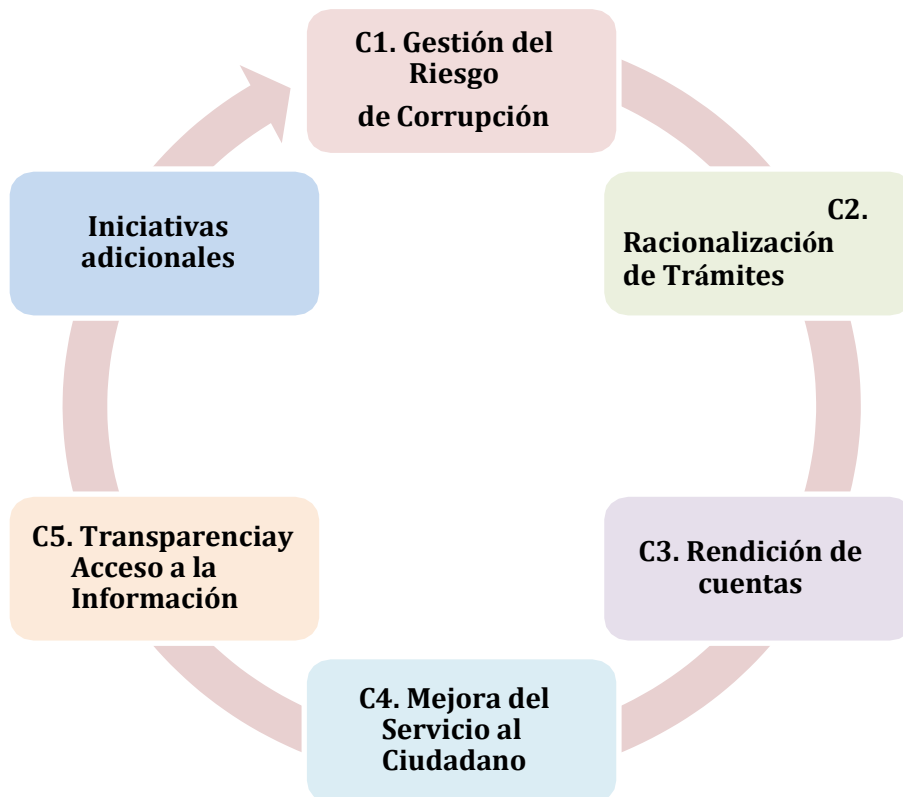 C1. Gestión del
Riesgo
de Corrupción
C2.
Racionalización
de Trámites
C3. Rendición de
cuentas
C4. Mejora del
Servicio al
Ciudadano
C5. Transparenciay
Acceso a la
Información
Iniciativas
adicionales